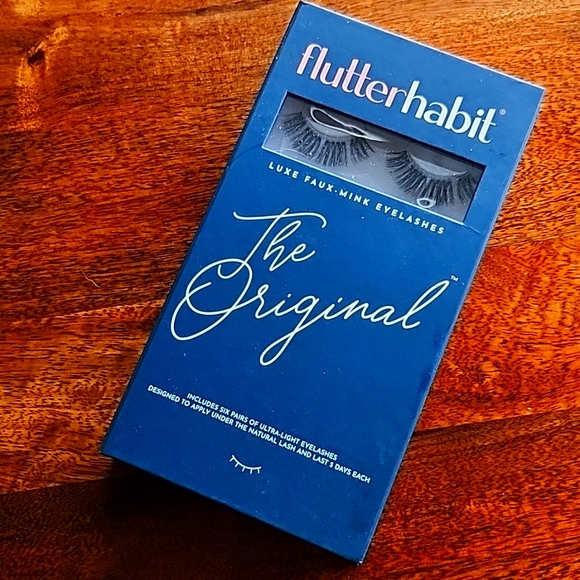 flutterhabit®
LUXE FAUX-MINK EYELASHES
The
Original™
INCLUDES SIX PAIRS OF ULTRA-LIGHT EYELASHES
DESIGNED TO APPLY UNDER THE NATURAL LASH AND LAST 5 DAYS EACH